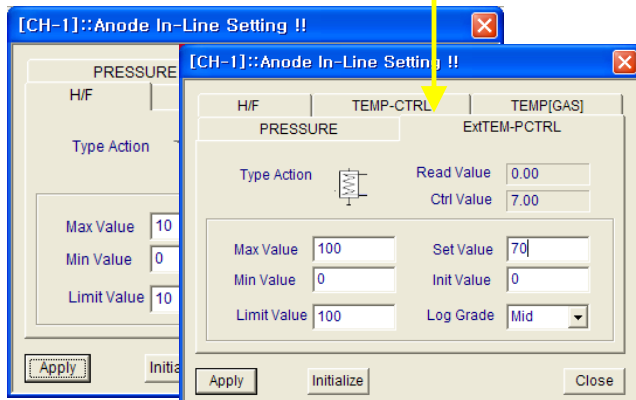 [CH-1]::Anode In-Line Setting !!
PRESSURE
H/F
Type Action
Max Value 10
Min Value 0
Limit Value 10
Apply
[CH-1]::Anode In-Line Setting !!
H/F TEMP-CTRL TEMP[GAS]
PRESSURE ExtTEM-PCTRL
Type Action Read Value 0.00
Ctrl Value 7.00
Max Value 100 Set Value 70
Min Value 0 Init Value 0
Limit Value 100 Log Grade Mid
Apply Initialize Close